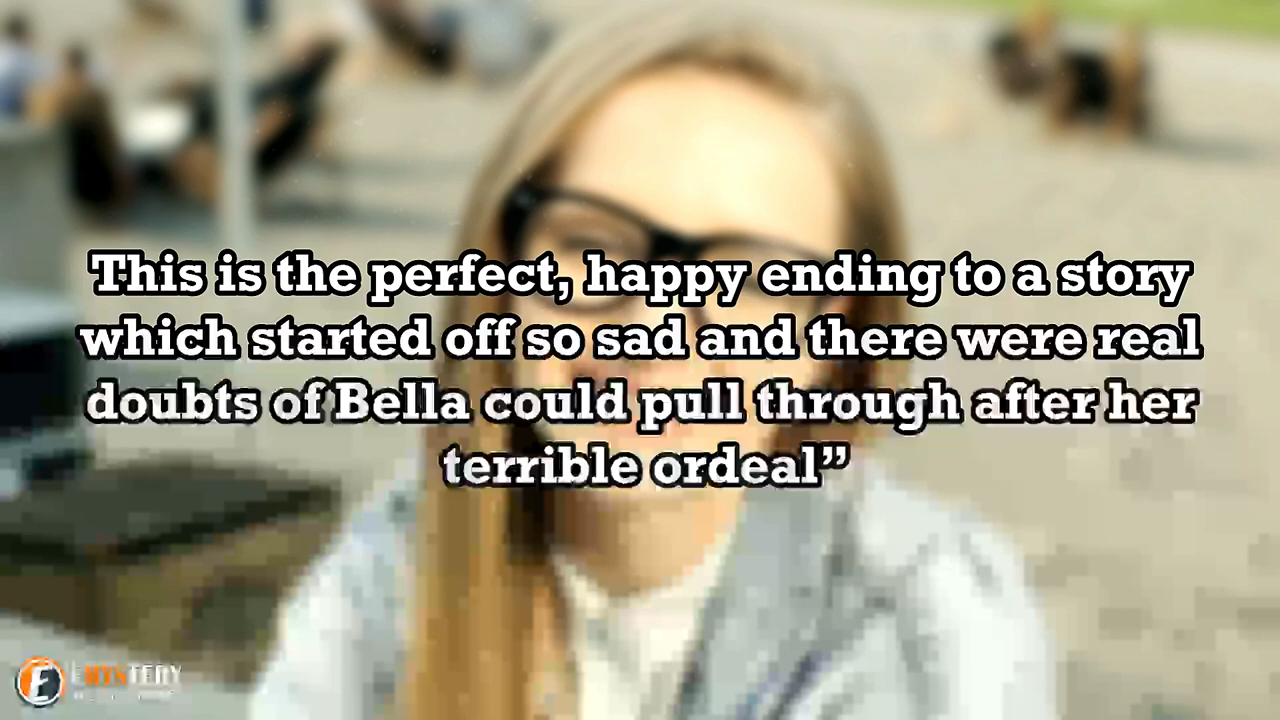 This is the perfect, happy ending to a story
which started off so sad and there were real
doubts of Bella could pull through after her
terrible ordeal”